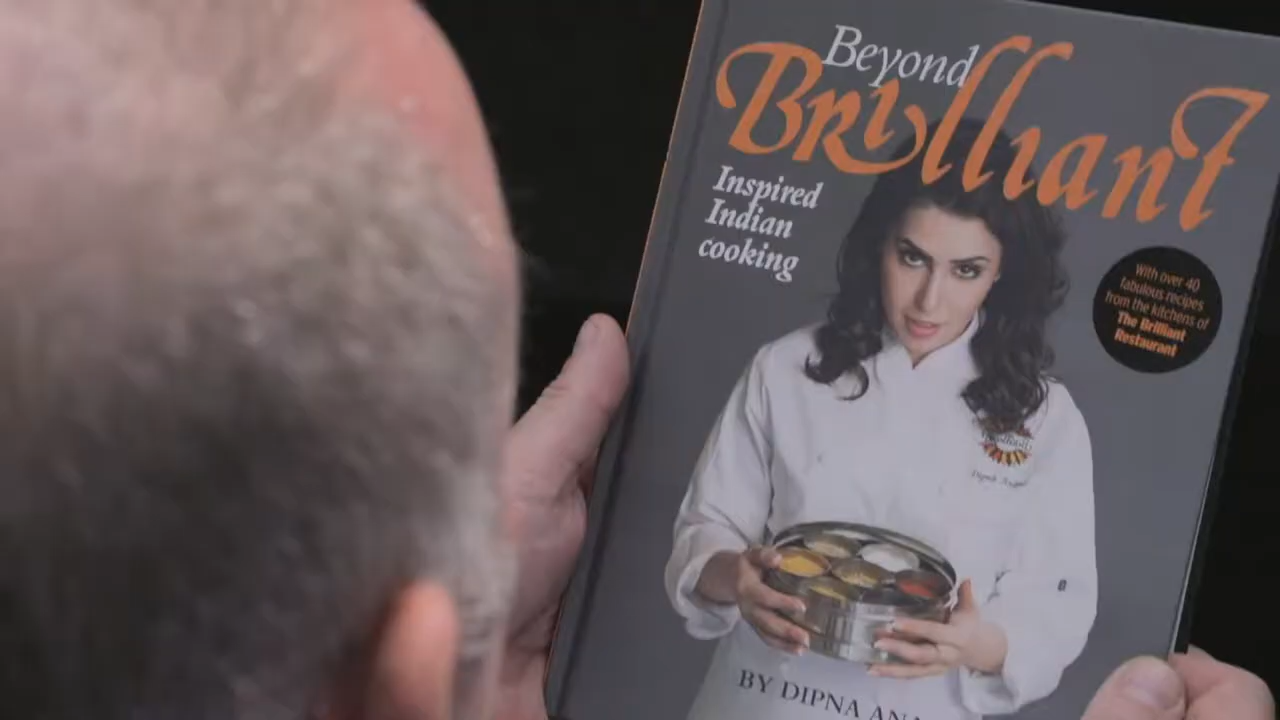 Beyond
Brilliant
Inspired
Indian
cooking
With over 40
fabulous recipes
from the kitchens of
The Brilliant
Restaurant
BY DIPNA